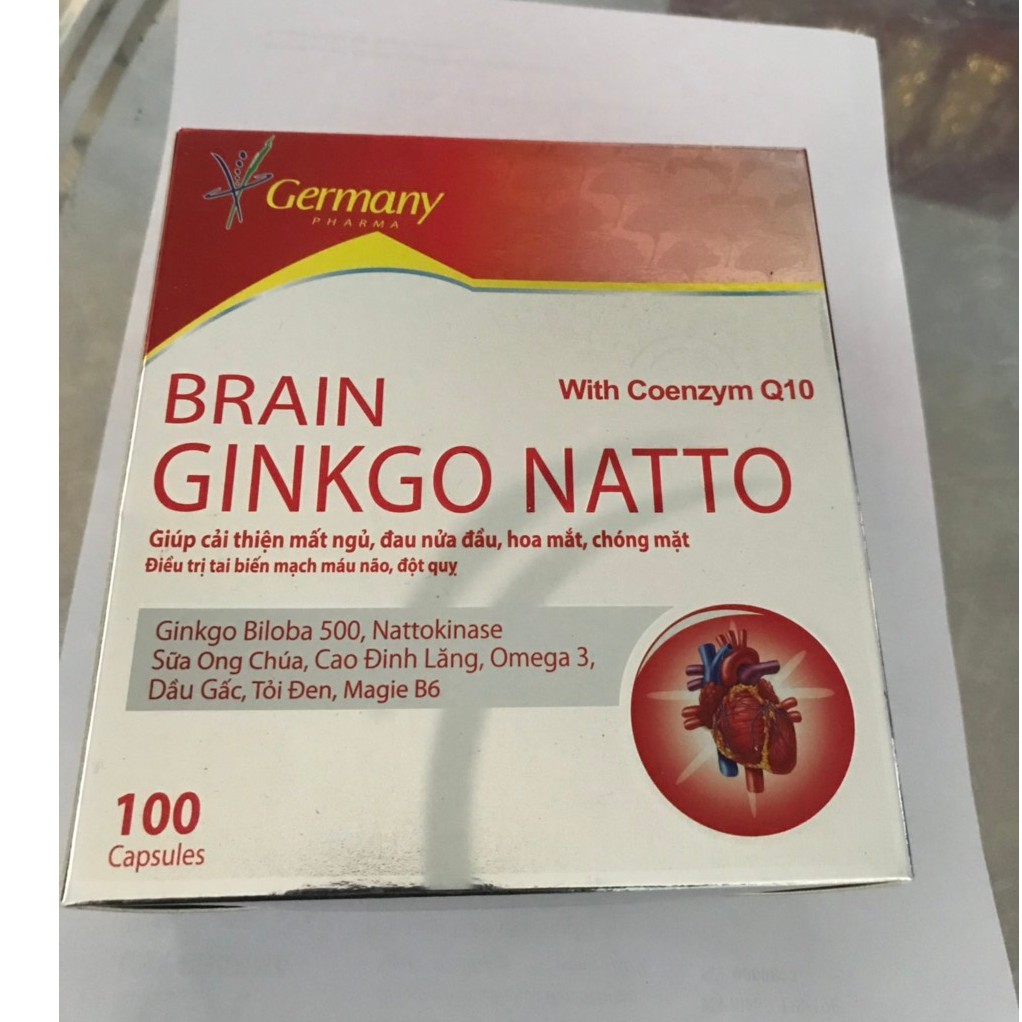 Germany
PHARMA
BRAIN
With Coenzym Q10
GINKGO NATTO
Giúp cải thiện mất ngủ, đau nửa đầu, hoa mắt, chóng mặt
Điều trị tai biến mạch máu não, đột quỵ
Ginkgo Biloba 500, Nattokinase
Sữa Ong Chúa, Cao Đinh Lăng, Omega 3,
Dầu Gấc, Tỏi Đen, Magie B6
100
Capsules